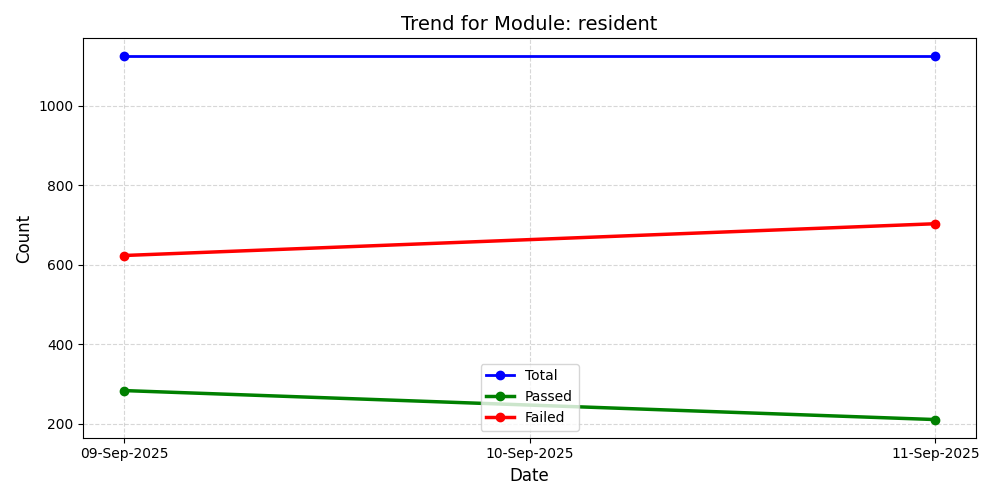 Trend for Module: resident
Count
1000
800
600
400
200
Total
Passed
Failed
09-Sep-2025 10-Sep-2025 11-Sep-2025
Date